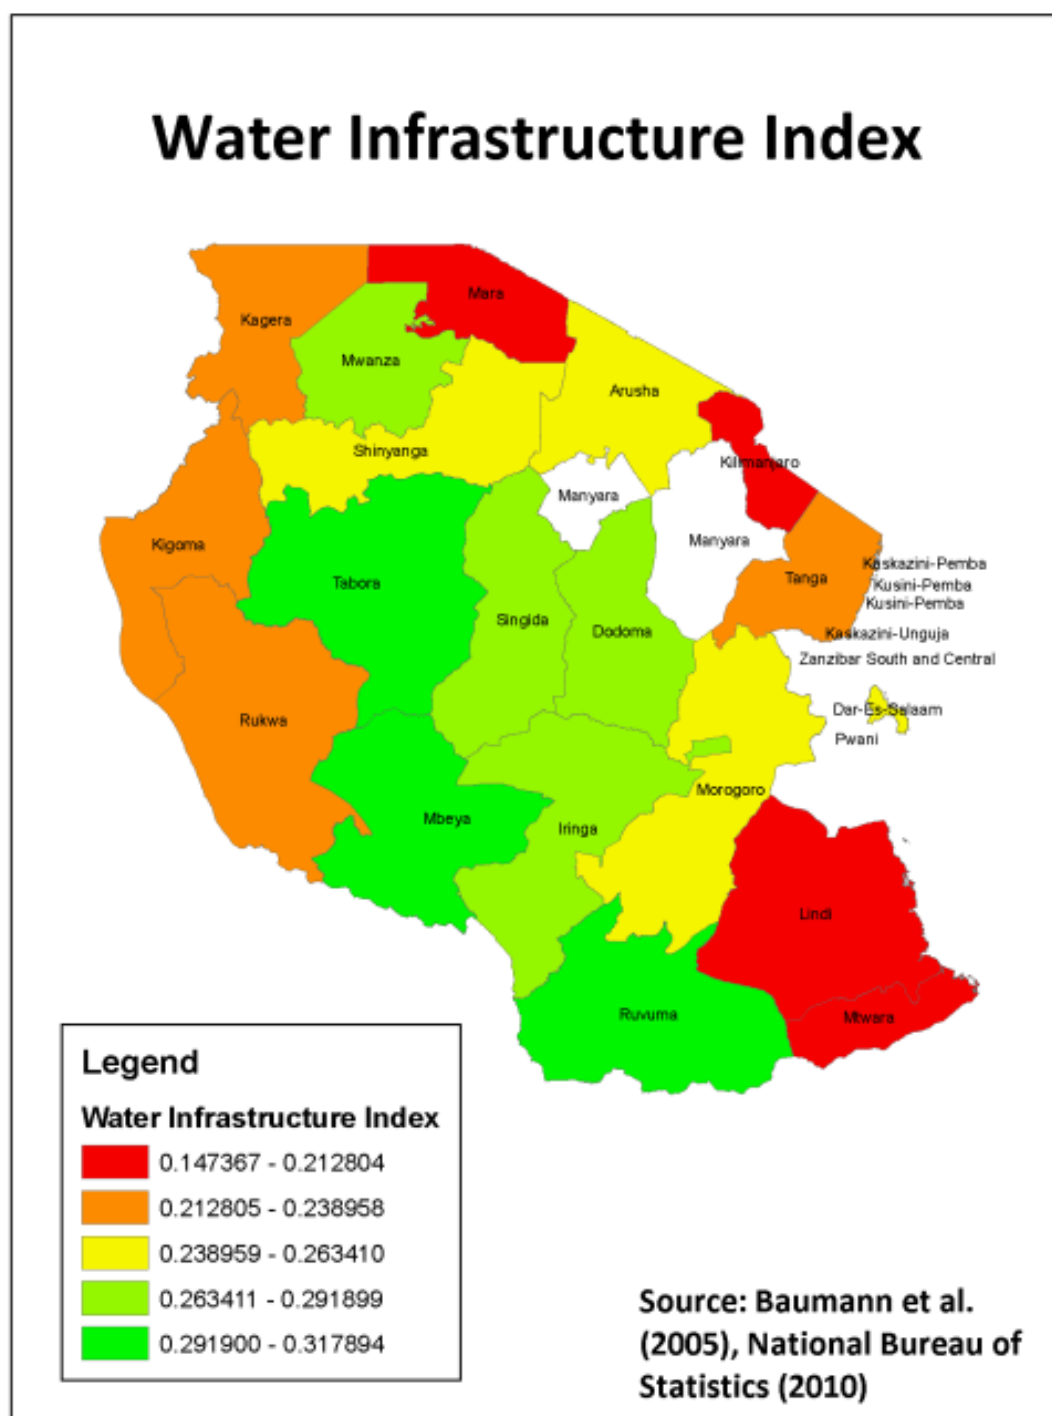 Water Infrastructure Index
Mara
Kagera
Mwanza
Arusha
Shinyanga
Kilimanjaro
Manyara
Manyara
Kigoma
Kaskazini-Pemba
Tanga
Tabora
Kusini-Pemba
Kusini-Pemba
Singida
Dodoma
Kaskazini-Unguja
Zanzibar South and Central
Rukwa
Dar-Es-Salaam
Pwani
Morogoro
Mbeya
Iringa
Lindi
Ruvuma
Mtwara
Legend
Water Infrastructure Index
0.147367 - 0.212804
0.212805 - 0.238958
0.238959 - 0.263410
0.263411 - 0.291899
0.291900 - 0.317894
Source: Baumann et al.
(2005), National Bureau of
Statistics (2010)